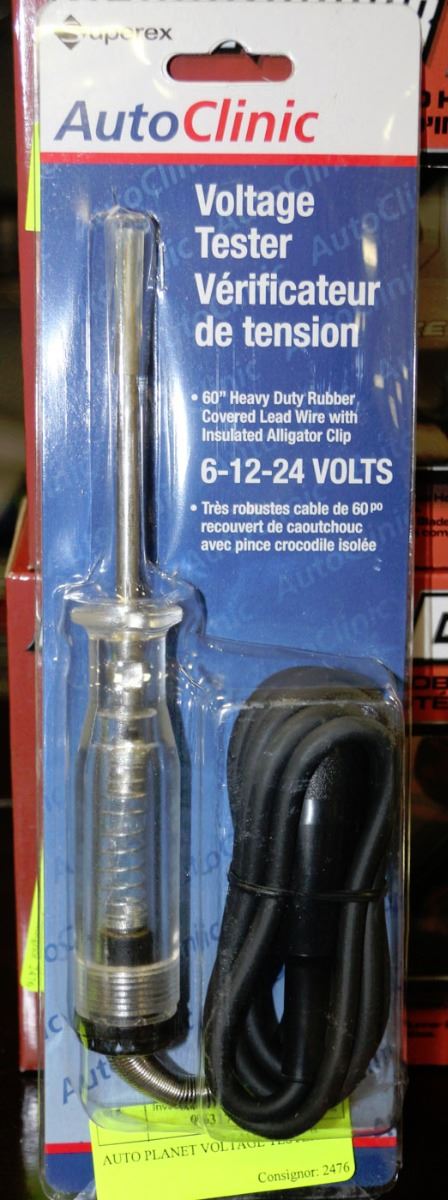 Superex
AutoClinic
Voltage
Tester
Vérificateur
de tension
• 60" Heavy Duty Rubber
Covered Lead Wire with
Insulated Alligator Clip
6-12-24 VOLTS
• Très robustes cable de 60 po
recouvert de caoutchouc
avec pince crocodile isolée
AUTO PLANET VOLTAGE
Consignor: 2476